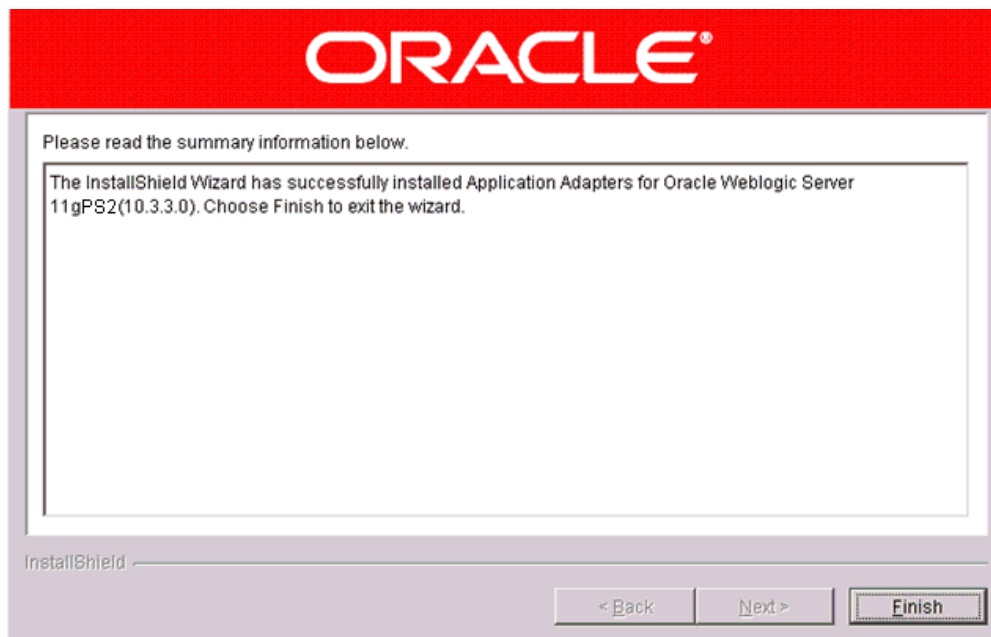 ORACLE®
Please read the summary information below.
The InstallShield Wizard has successfully installed Application Adapters for Oracle Weblogic Server
11gPS2(10.3.3.0). Choose Finish to exit the wizard.
InstallShield
< Back
Next >
Finish